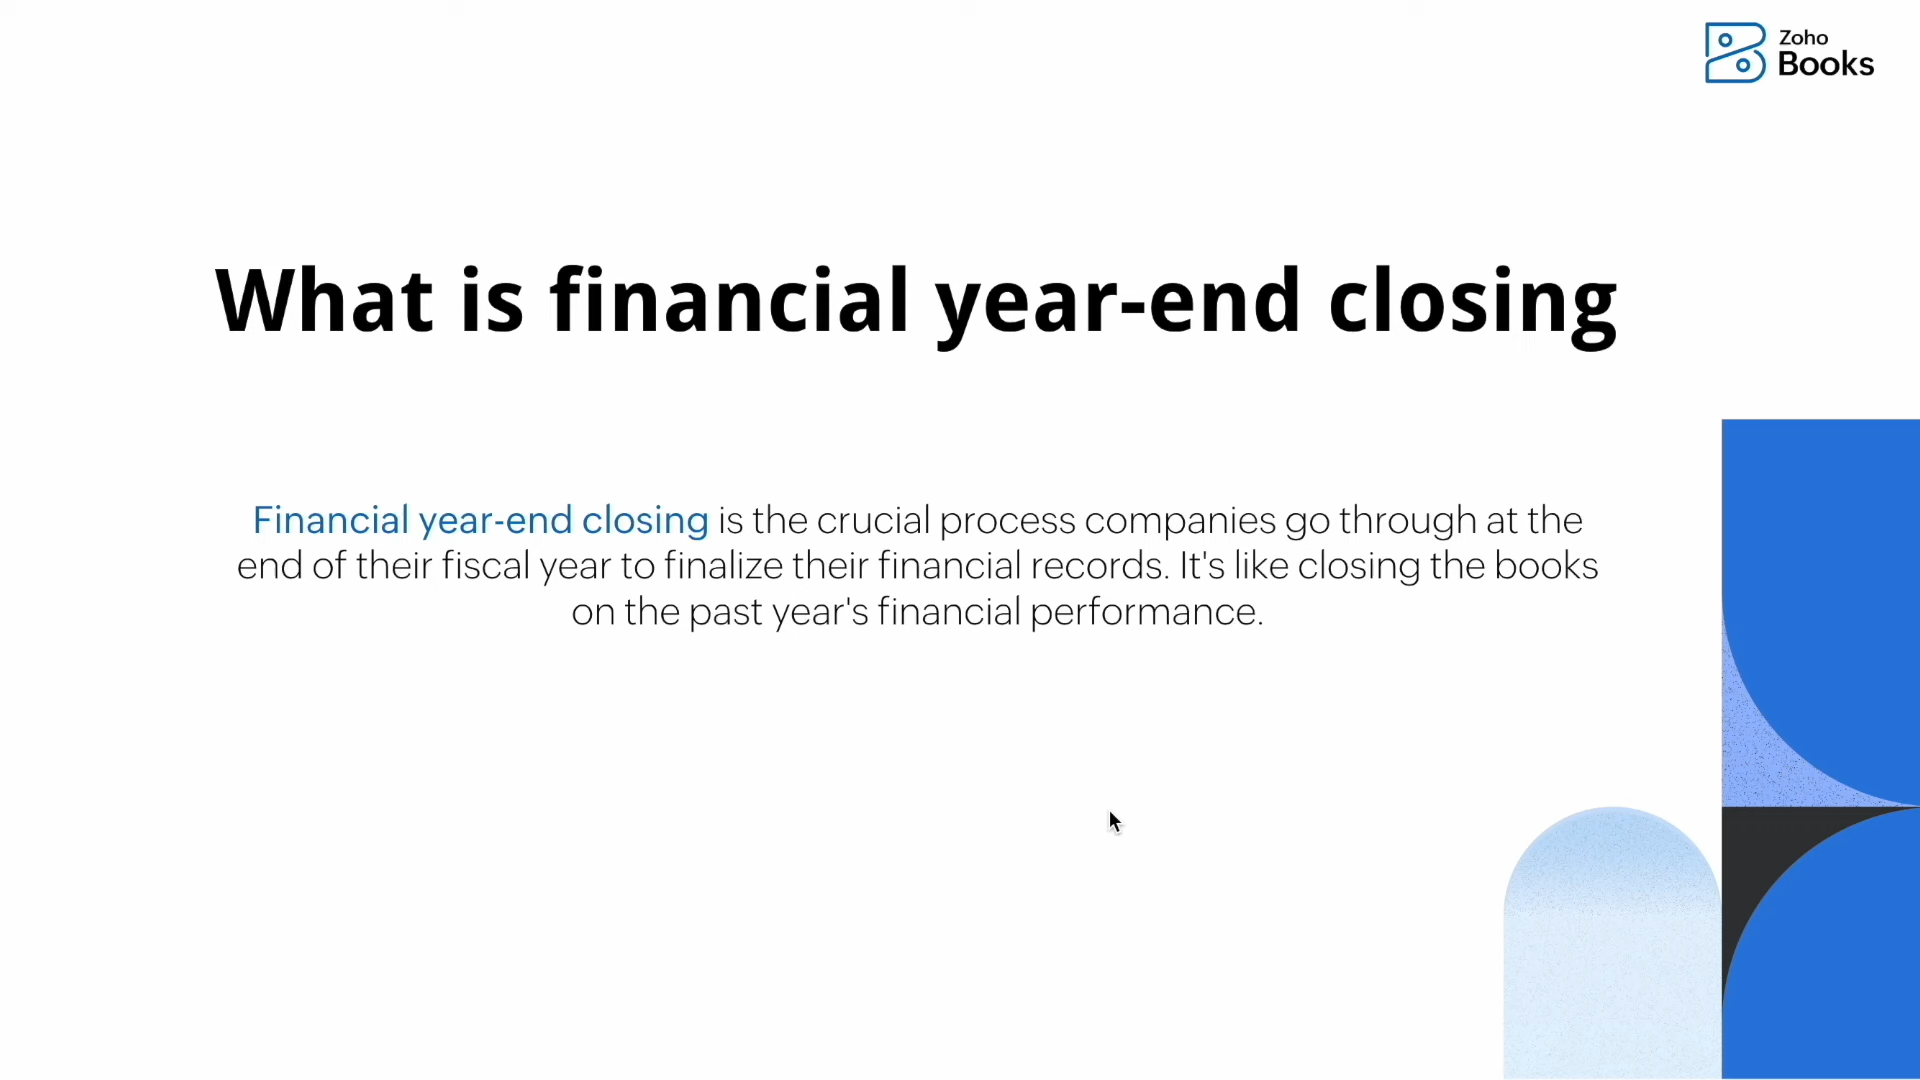 Zoho
Books
What is financial year-end closing
Financial year-end closing is the crucial process companies go through at the
end of their fiscal year to finalize their financial records. It's like closing the books
on the past year's financial performance.